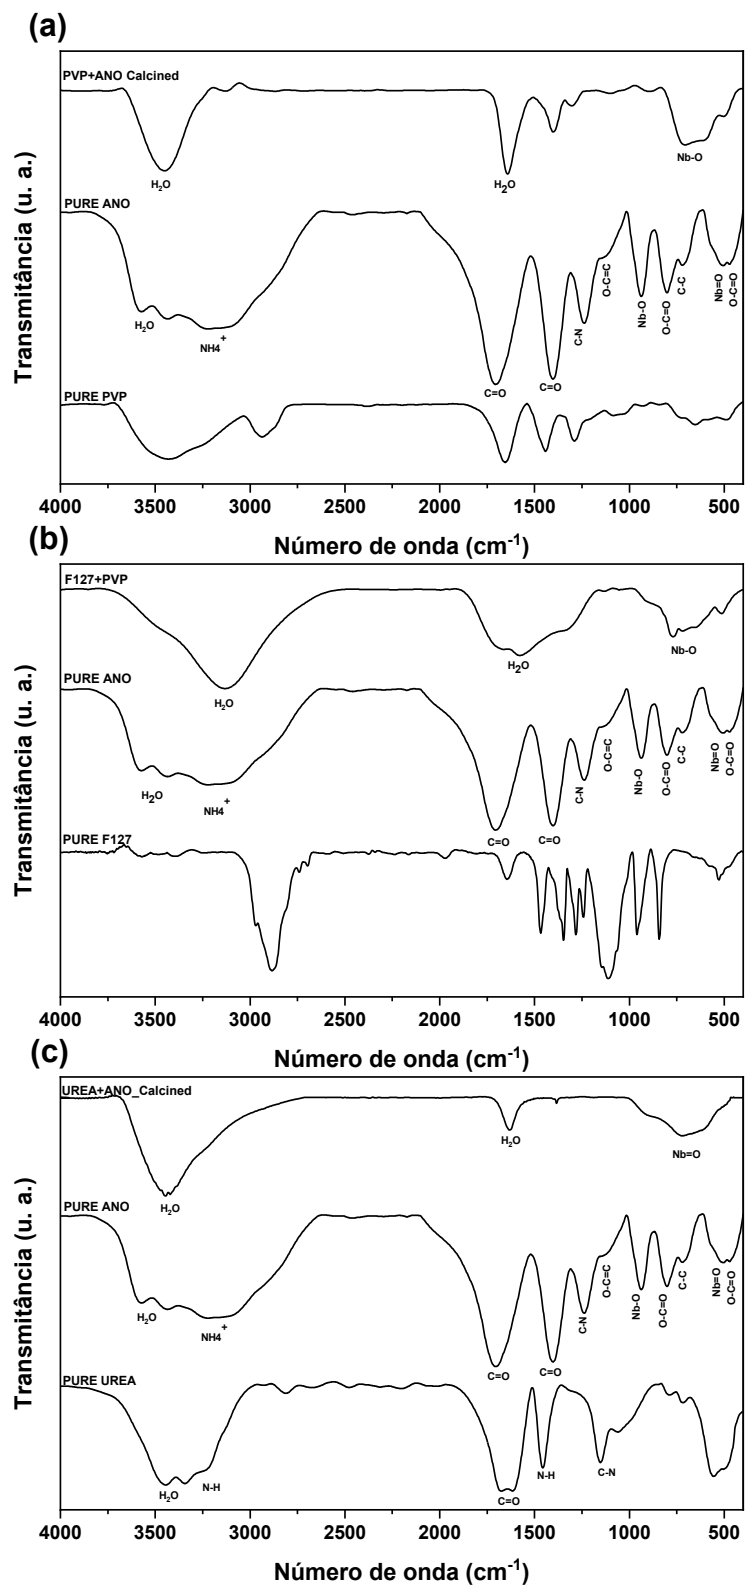 (a)
PVP+ANO Calcined
H2O
H2O
Nb-O
PURE ANO
H2O
NH4+
C=O
C=O
C-N
O-C=C
Nb-O
O-C=O
C-C
Nb=O
O-C=O
PURE PVP
Transmitância (u. a.)
4000 3500 3000 2500 2000 1500 1000 500
Número de onda (cm-1)
(b)
F127+PVP
H2O
H2O
Nb-O
PURE ANO
H2O
NH4+
C=O
C=O
C-N
O-C=C
Nb-O
O-C=O
C-C
Nb=O
O-C=O
PURE F127
Transmitância (u. a.)
4000 3500 3000 2500 2000 1500 1000 500
Número de onda (cm-1)
(c)
UREA+ANO_Calcined
H2O
H2O
Nb=O
PURE ANO
H2O
NH4+
C=O
C=O
C-N
O-C=C
Nb-O
O-C=O
C-C
Nb=O
O-C=O
PURE UREA
H2O
N-H
C=O
N-H
C-N
Transmitância (u. a.)
4000 3500 3000 2500 2000 1500 1000 500
Número de onda (cm-1)